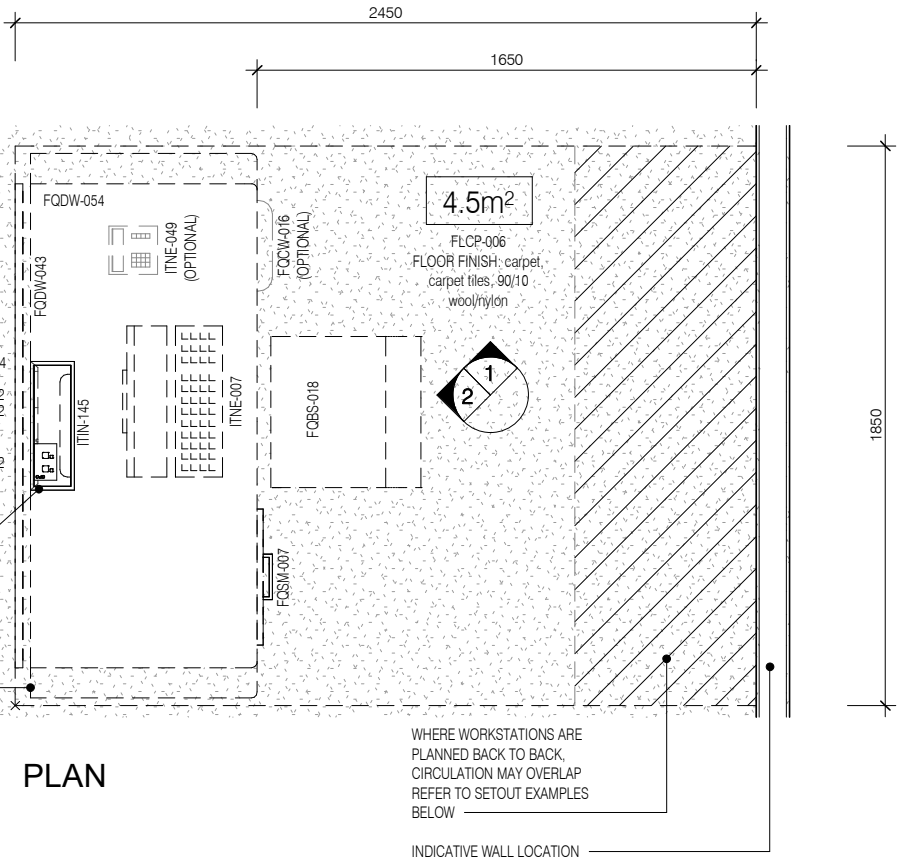 2450
1650
4.5m²
FLCP-006
FLOOR FINISH: carpet,
carpet tiles, 90/10
wool/nylon
FQDW-054
FQDW-043
ITNE-049
(OPTIONAL)
FQCW-016
(OPTIONAL)
ITIN-145
ITNE-007
FQBS-018
1
2
FQSM-007
1850
WHERE WORKSTATIONS ARE
PLANNED BACK TO BACK,
CIRCULATION MAY OVERLAP
REFER TO SETOUT EXAMPLES
BELOW
INDICATIVE WALL LOCATION
PLAN